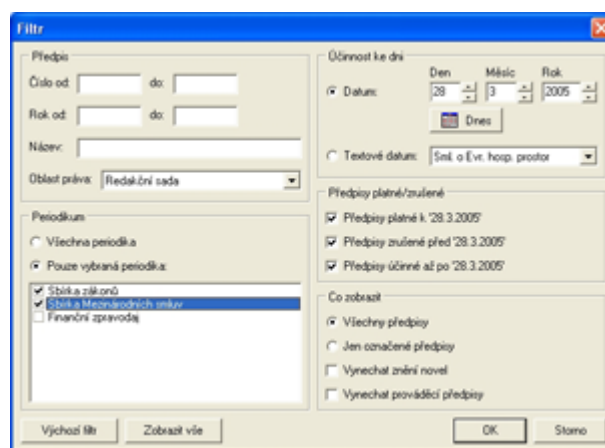 Filtr
Předpis
Číslo od:
do:
Rok od:
do:
Název:
Oblast práva:
Redakční sada
Periodikum
Všechna periodika
Pouze vybraná periodika:
Sbírka zákonů
Sbírka Mezinárodních smluv
Finanční zpravodaj
Výchozí filtr
Zobrazit vše
Účinnost ke dni
Den Měsíc Rok
Datum: 28 3 2005
Dnes
Textové datum: Sml. o Evr. hosp. prostor
Předpisy platné/zrušené
Předpisy platné k '28.3.2005'
Předpisy zrušené před '28.3.2005'
Předpisy účinné až po '28.3.2005'
Co zobrazit
Všechny předpisy
Jen označené předpisy
Vynechat znění novel
Vynechat prováděcí předpisy
OK
Storno